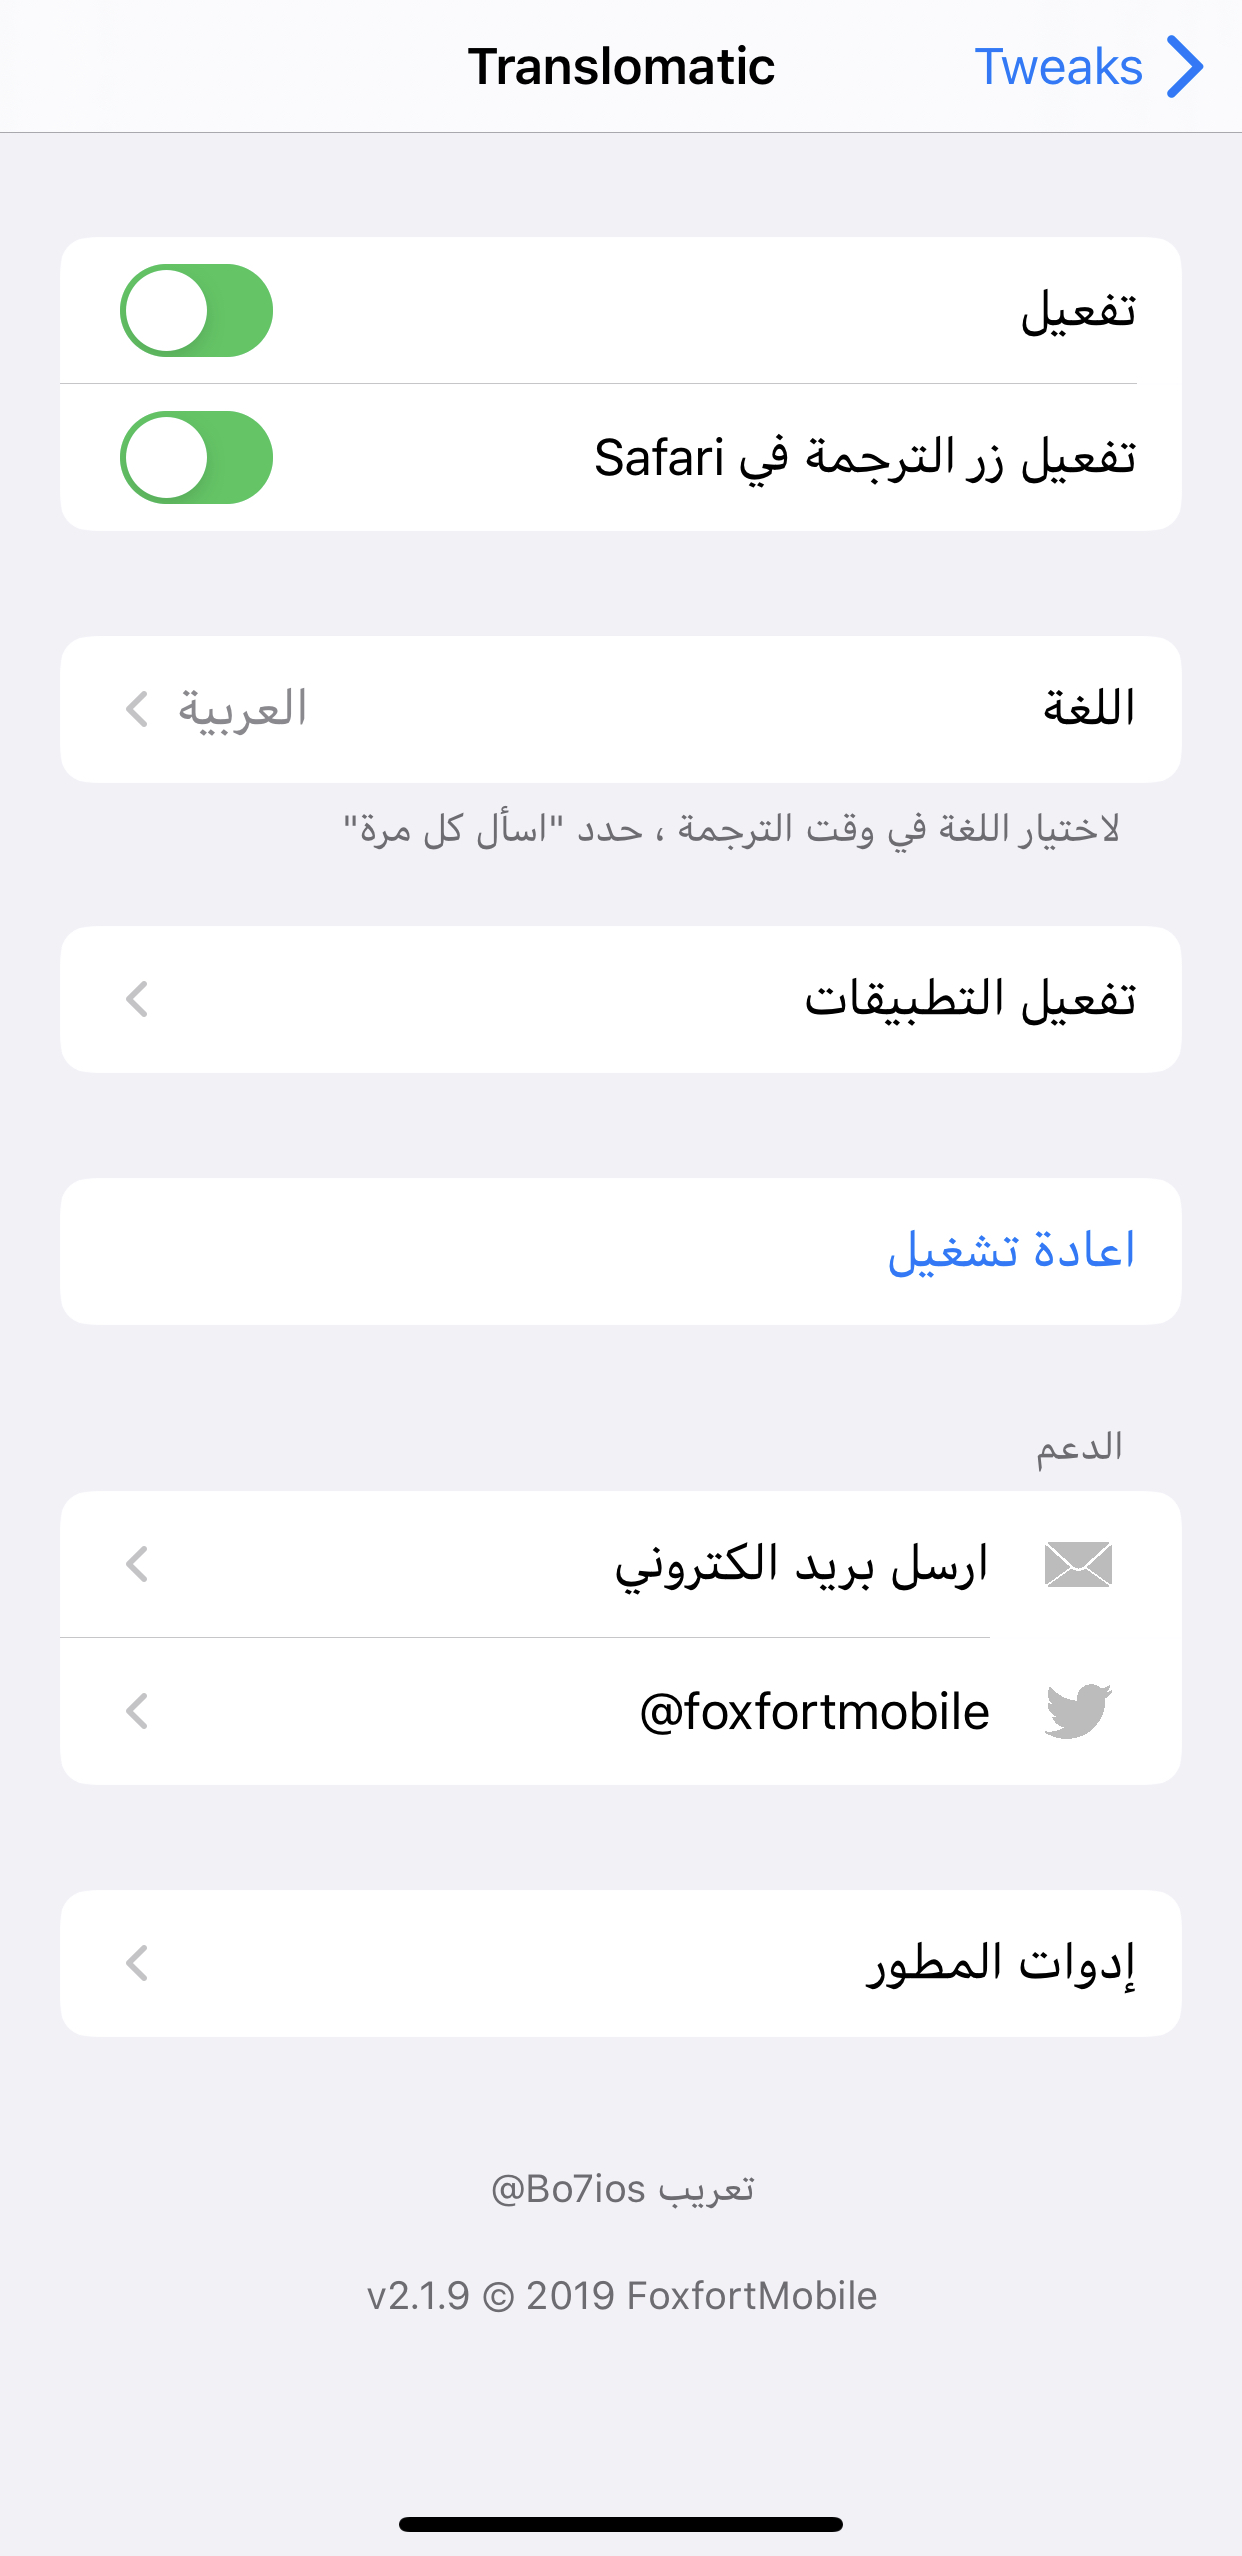 Tweaks
Translomatic
تفعيل
تفعيل زر الترجمة في Safari
اللغة
العربية
لاختيار اللغة في وقت الترجمة ، حدد "اسأل كل مرة"
تفعيل التطبيقات
اعادة تشغيل
الدعم
ارسل بريد الكتروني
@foxfortmobile
إدوات المطور
تعريب @Bo7ios
v2.1.9 © 2019 FoxfortMobile